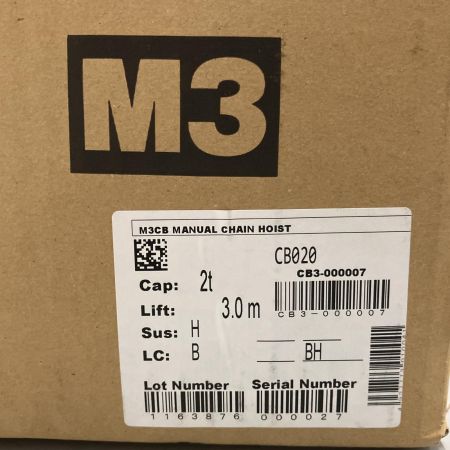 M3
M3CB MANUAL CHAIN HOIST
CB020
CB3-000007
Cap: 2t
Lift: 3.0 m
CB3-000007
Sus: H
LC: B BH
Lot Number Serial Number
1163876 000027